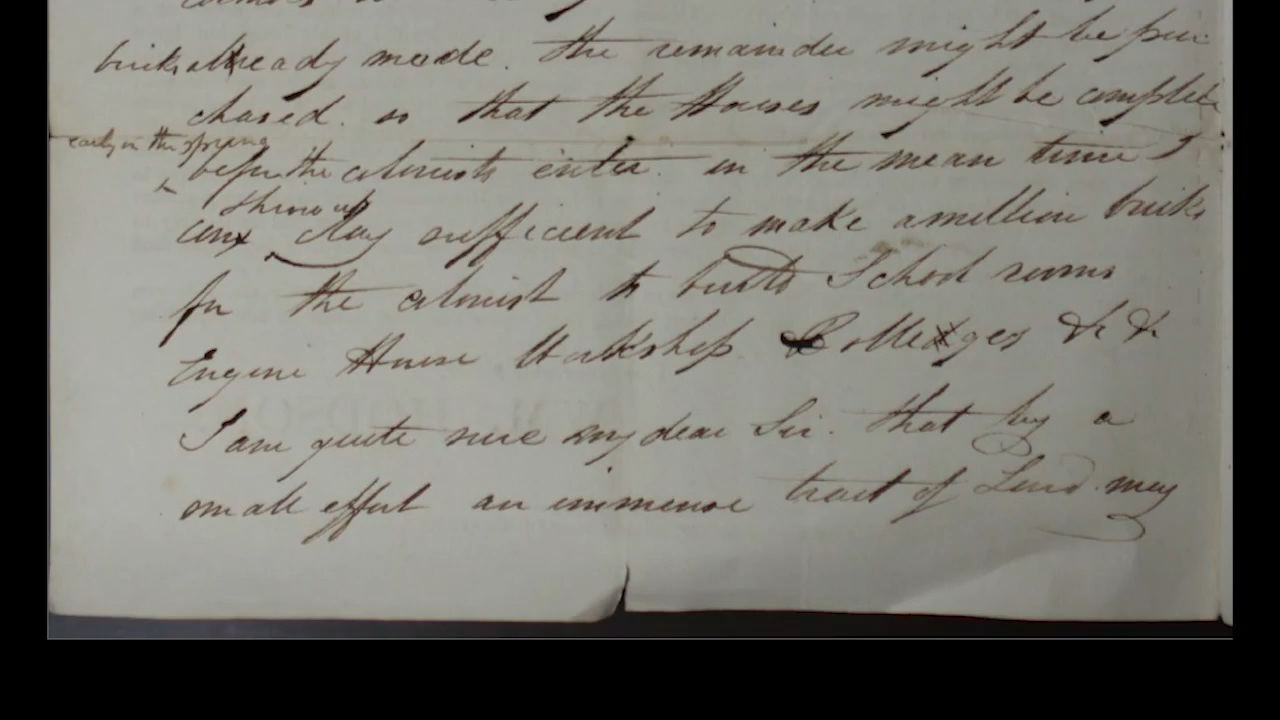 bricks already made. The remainder might be pur
chased. so that the Houses might be complete
early in the spring
before the colonists enter. in the mean time I
throw up
can clay sufficient to make a million bricks
for the colonist to build School rooms
Engine House Workshop Colleges &c &c
I am quite sure my dear Sir. that by a
small effort an immense tract of Land may